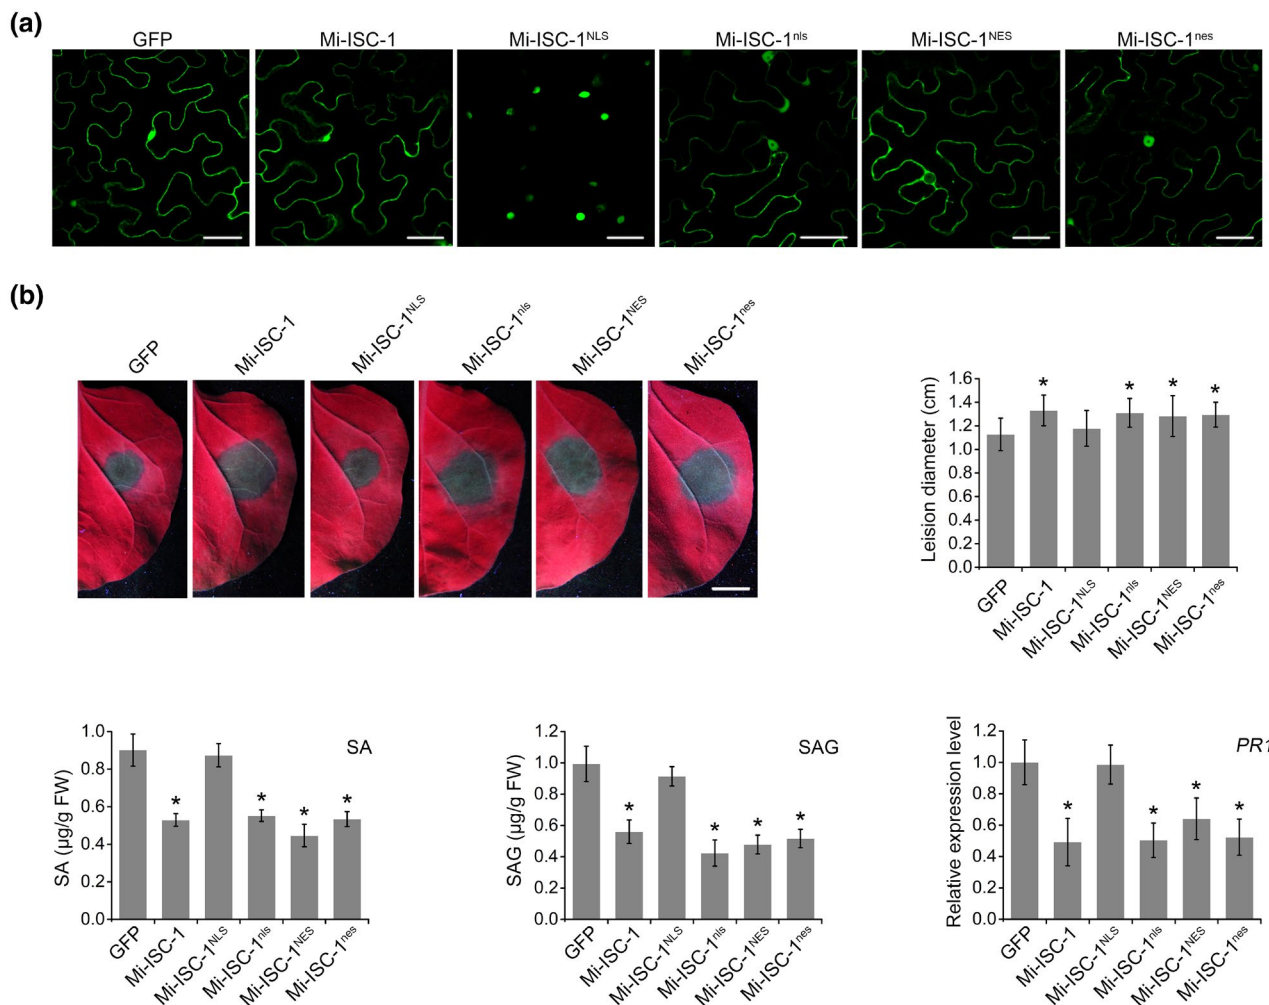 (a)
GFP
Mi-ISC-1
Mi-ISC-1NLS
Mi-ISC-1nls
Mi-ISC-1NES
Mi-ISC-1nes
(b)
GFP
Mi-ISC-1
Mi-ISC-1NLS
Mi-ISC-1nls
Mi-ISC-1NES
Mi-ISC-1nes
Leision diameter (cm)
1.6
1.4
1.2
1.0
0.8
0.6
0.4
0.2
0.0
* * * *
GFP
Mi-ISC-1
Mi-ISC-1NLS
Mi-ISC-1nls
Mi-ISC-1NES
Mi-ISC-1nes
SA (µg/g FW)
1.0
0.8
0.6
0.4
0.2
0.0
SA
* * * *
GFP
Mi-ISC-1
Mi-ISC-1NLS
Mi-ISC-1nls
Mi-ISC-1NES
Mi-ISC-1nes
SAG (µg/g FW)
1.2
1.0
0.8
0.6
0.4
0.2
0.0
SAG
* * * *
GFP
Mi-ISC-1
Mi-ISC-1NLS
Mi-ISC-1nls
Mi-ISC-1NES
Mi-ISC-1nes
Relative expression level
1.2
1.0
0.8
0.6
0.4
0.2
0.0
PR1
* * * *
GFP
Mi-ISC-1
Mi-ISC-1NLS
Mi-ISC-1nls
Mi-ISC-1NES
Mi-ISC-1nes